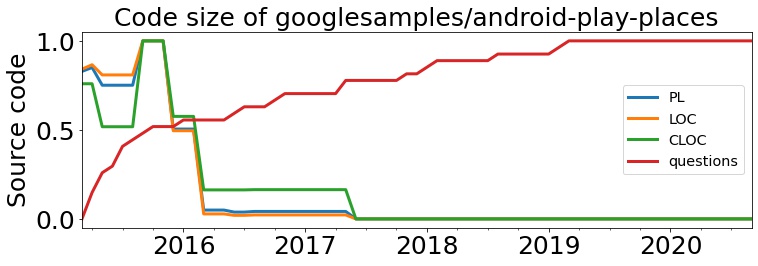 Code size of googlesamples/android-play-places
Source code
1.0
0.5
0.0
PL
LOC
CLOC
questions
2016 2017 2018 2019 2020